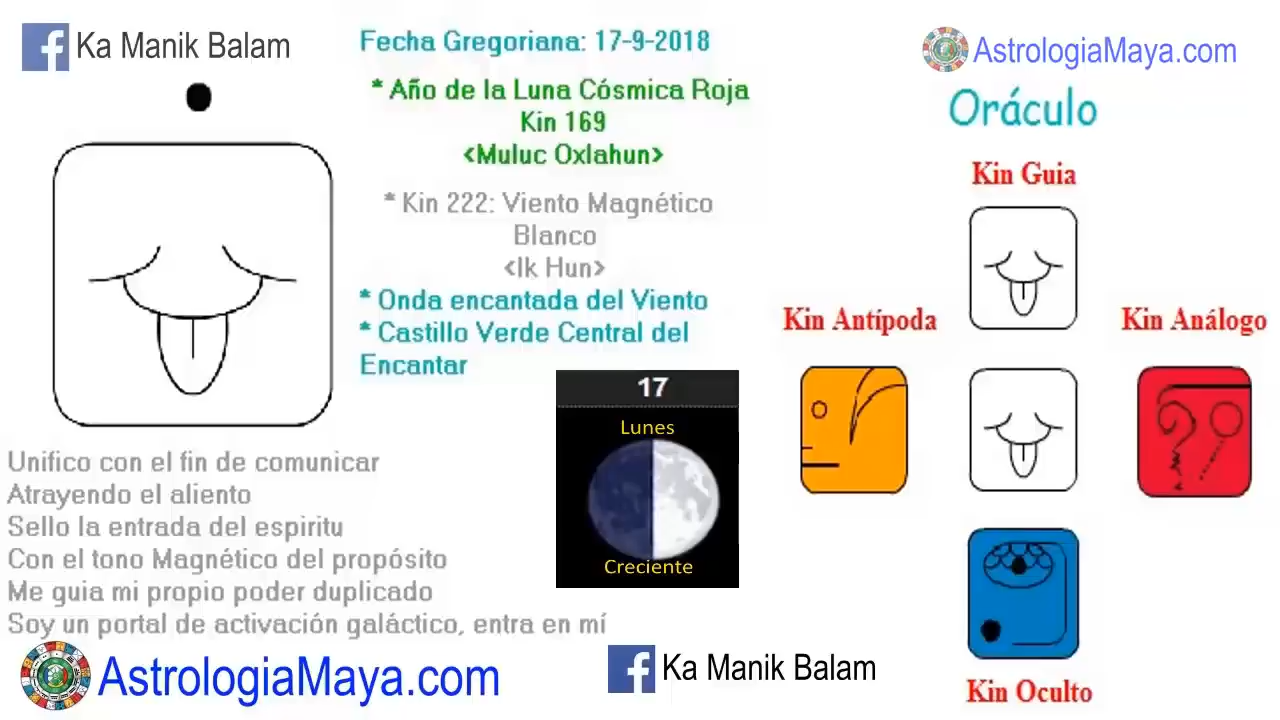 Ka Manik Balam
Fecha Gregoriana: 17-9-2018
* Año de la Luna Cósmica Roja
Kin 169
<Muluc Oxlahun>
* Kin 222: Viento Magnético
Blanco
<Ik Hun>
* Onda encantada del Viento
* Castillo Verde Central del
Encantar
17
Lunes
Creciente
AstrologiaMaya.com
Oráculo
Kin Guia
Kin Antípoda
Kin Análogo
Kin Oculto
Unifico con el fin de comunicar
Atrayendo el aliento
Sello la entrada del espiritu
Con el tono Magnético del propósito
Me guia mi propio poder duplicado
Soy un portal de activación galáctico, entra en mí
AstrologiaMaya.com
Ka Manik Balam